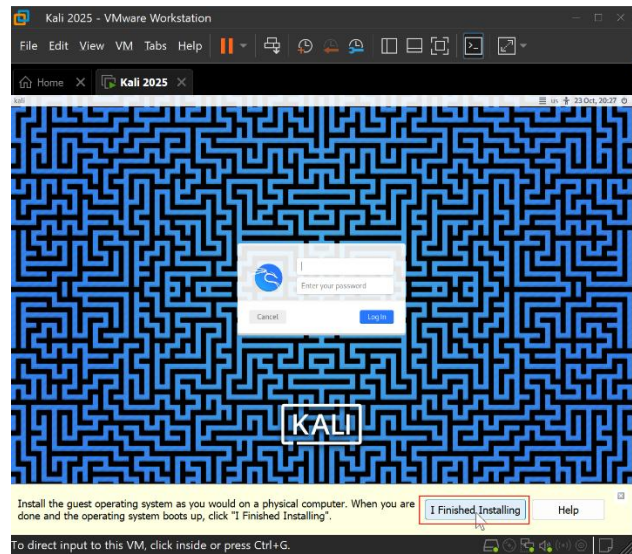 Kali 2025 - VMware Workstation
File Edit View VM Tabs Help
Home Kali 2025
kali
us 23 Oct, 20:27
Enter your password
Cancel Log In
KALI
Install the guest operating system as you would on a physical computer. When you are
done and the operating system boots up, click "I Finished Installing".
I Finished Installing Help
To direct input to this VM, click inside or press Ctrl+G.